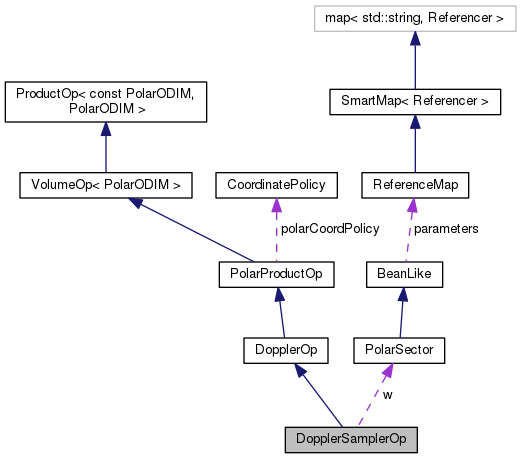 map< std::string, Referencer >
ProductOp< const PolarODIM,
PolarODIM >
SmartMap< Referencer >
VolumeOp< PolarODIM >
CoordinatePolicy
ReferenceMap
polarCoordPolicy
parameters
PolarProductOp
BeanLike
DopplerOp
PolarSector
w
DopplerSamplerOp